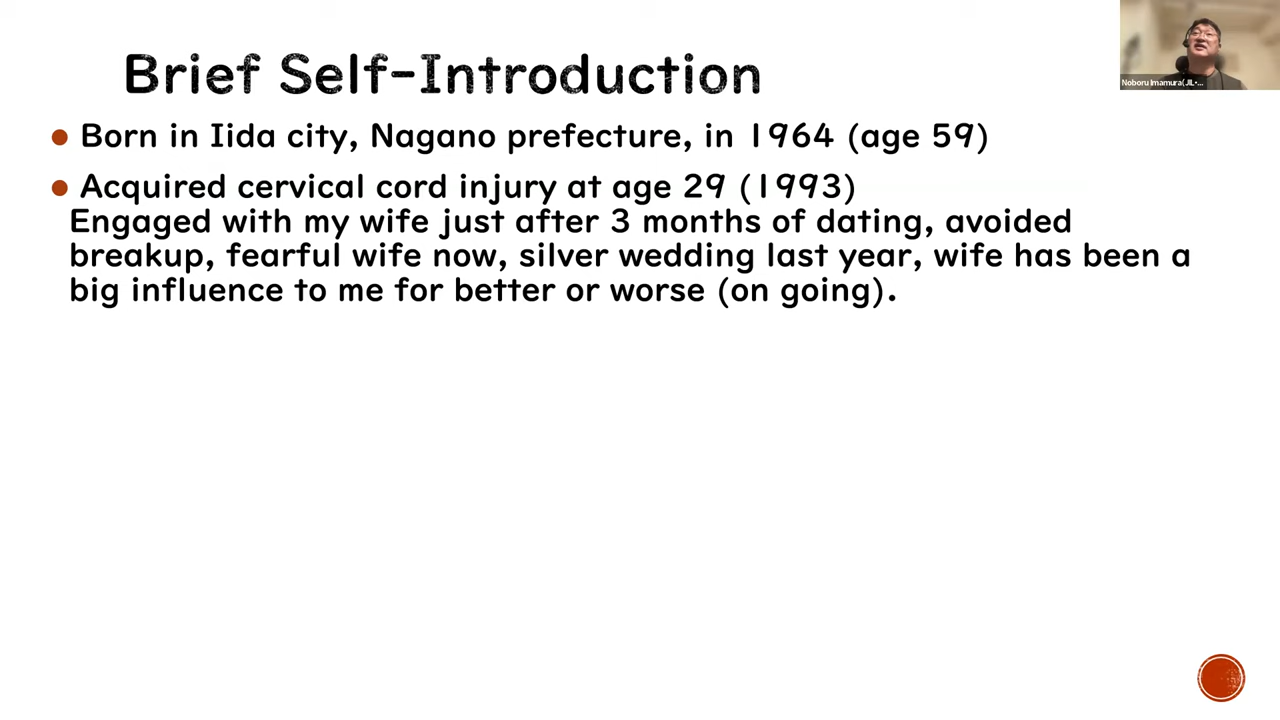 Brief Self-Introduction
Noboru Imamura(JIL•...
• Born in Iida city, Nagano prefecture, in 1964 (age 59)
• Acquired cervical cord injury at age 29 (1993)
Engaged with my wife just after 3 months of dating, avoided
breakup, fearful wife now, silver wedding last year, wife has been a
big influence to me for better or worse (on going).